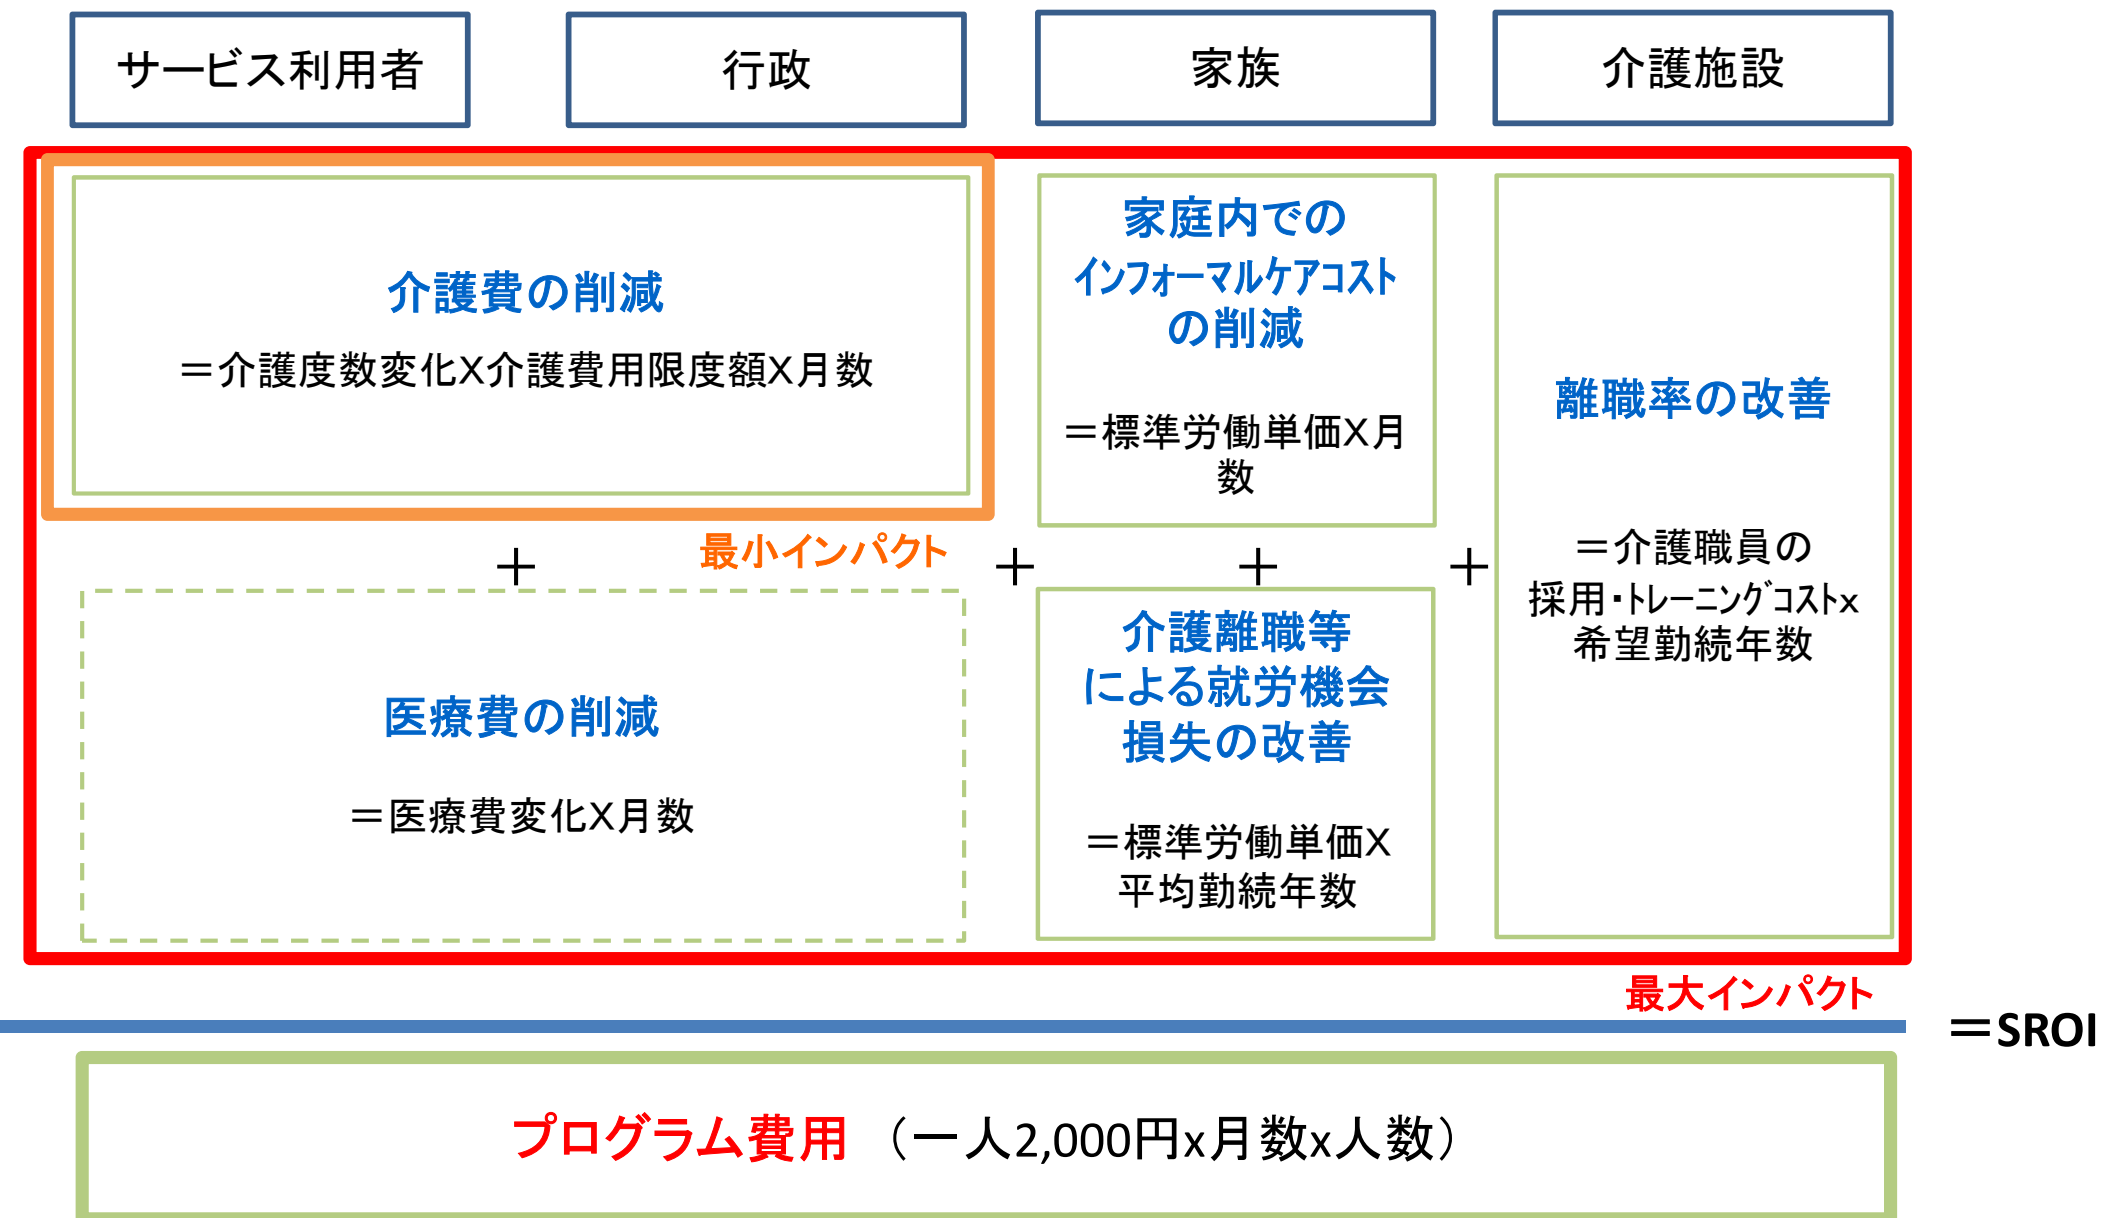 サービス利用者
行政
家族
介護施設
介護費の削減
＝介護度数変化X介護費用限度額X月数
最小インパクト
＋
医療費の削減
＝医療費変化X月数
＋
家庭内での
インフォーマルケアコスト
の削減
＝標準労働単価X月
数
＋
介護離職等
による就労機会
損失の改善
＝標準労働単価X
平均勤続年数
＋
離職率の改善
＝介護職員の
採用・トレーニングコストx
希望勤続年数
最大インパクト
＝SROI
プログラム費用 （一人2,000円x月数x人数）